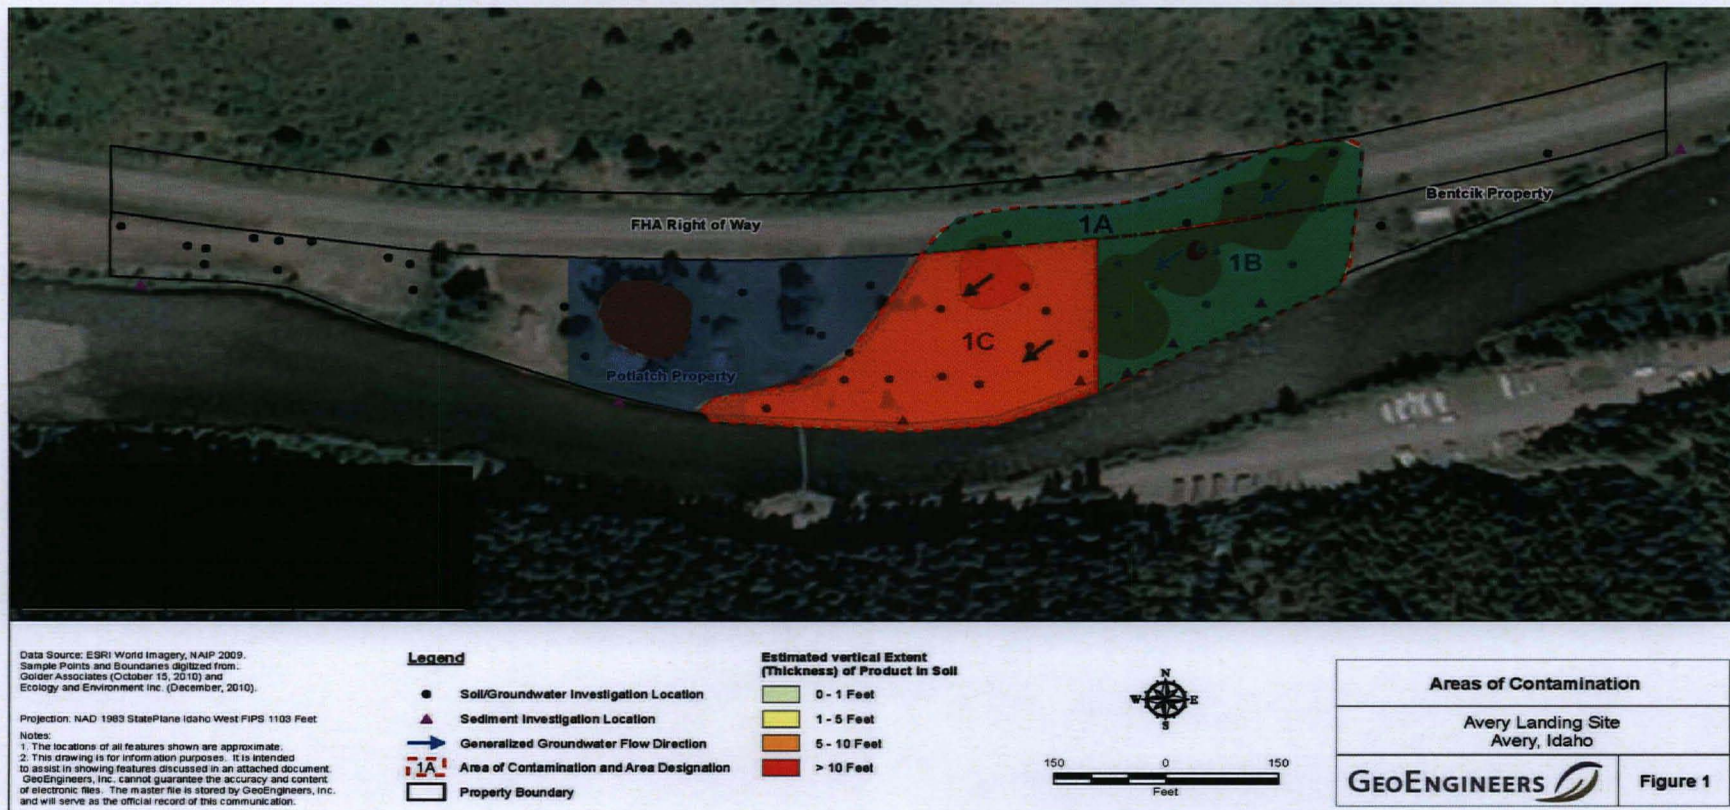 FHA Right of Way
1A
Bentcik Property
1B
1C
Potlatch Property
Data Source: ESRI World Imagery, NAIP 2009.
Sample Points and Boundaries digitized from:
Golder Associates (October 15, 2010) and
Ecology and Environment Inc. (December, 2010).
Projection: NAD 1983 StatePlane Idaho West FIPS 1103 Feet
Notes:
1. The locations of all features shown are approximate.
2. This drawing is for information purposes. It is intended
to assist in showing features discussed in an attached document.
GeoEngineers, Inc. cannot guarantee the accuracy and content
of electronic files. The master file is stored by GeoEngineers, Inc.
and will serve as the official record of this communication.
Legend
Soil/Groundwater Investigation Location
Sediment Investigation Location
Generalized Groundwater Flow Direction
1A Area of Contamination and Area Designation
Property Boundary
Estimated vertical Extent
(Thickness) of Product in Soil
0 - 1 Feet
1 - 5 Feet
5 - 10 Feet
> 10 Feet
N
W E
S
150 0 150
Feet
Areas of Contamination
Avery Landing Site
Avery, Idaho
GEOENGINEERS
Figure 1